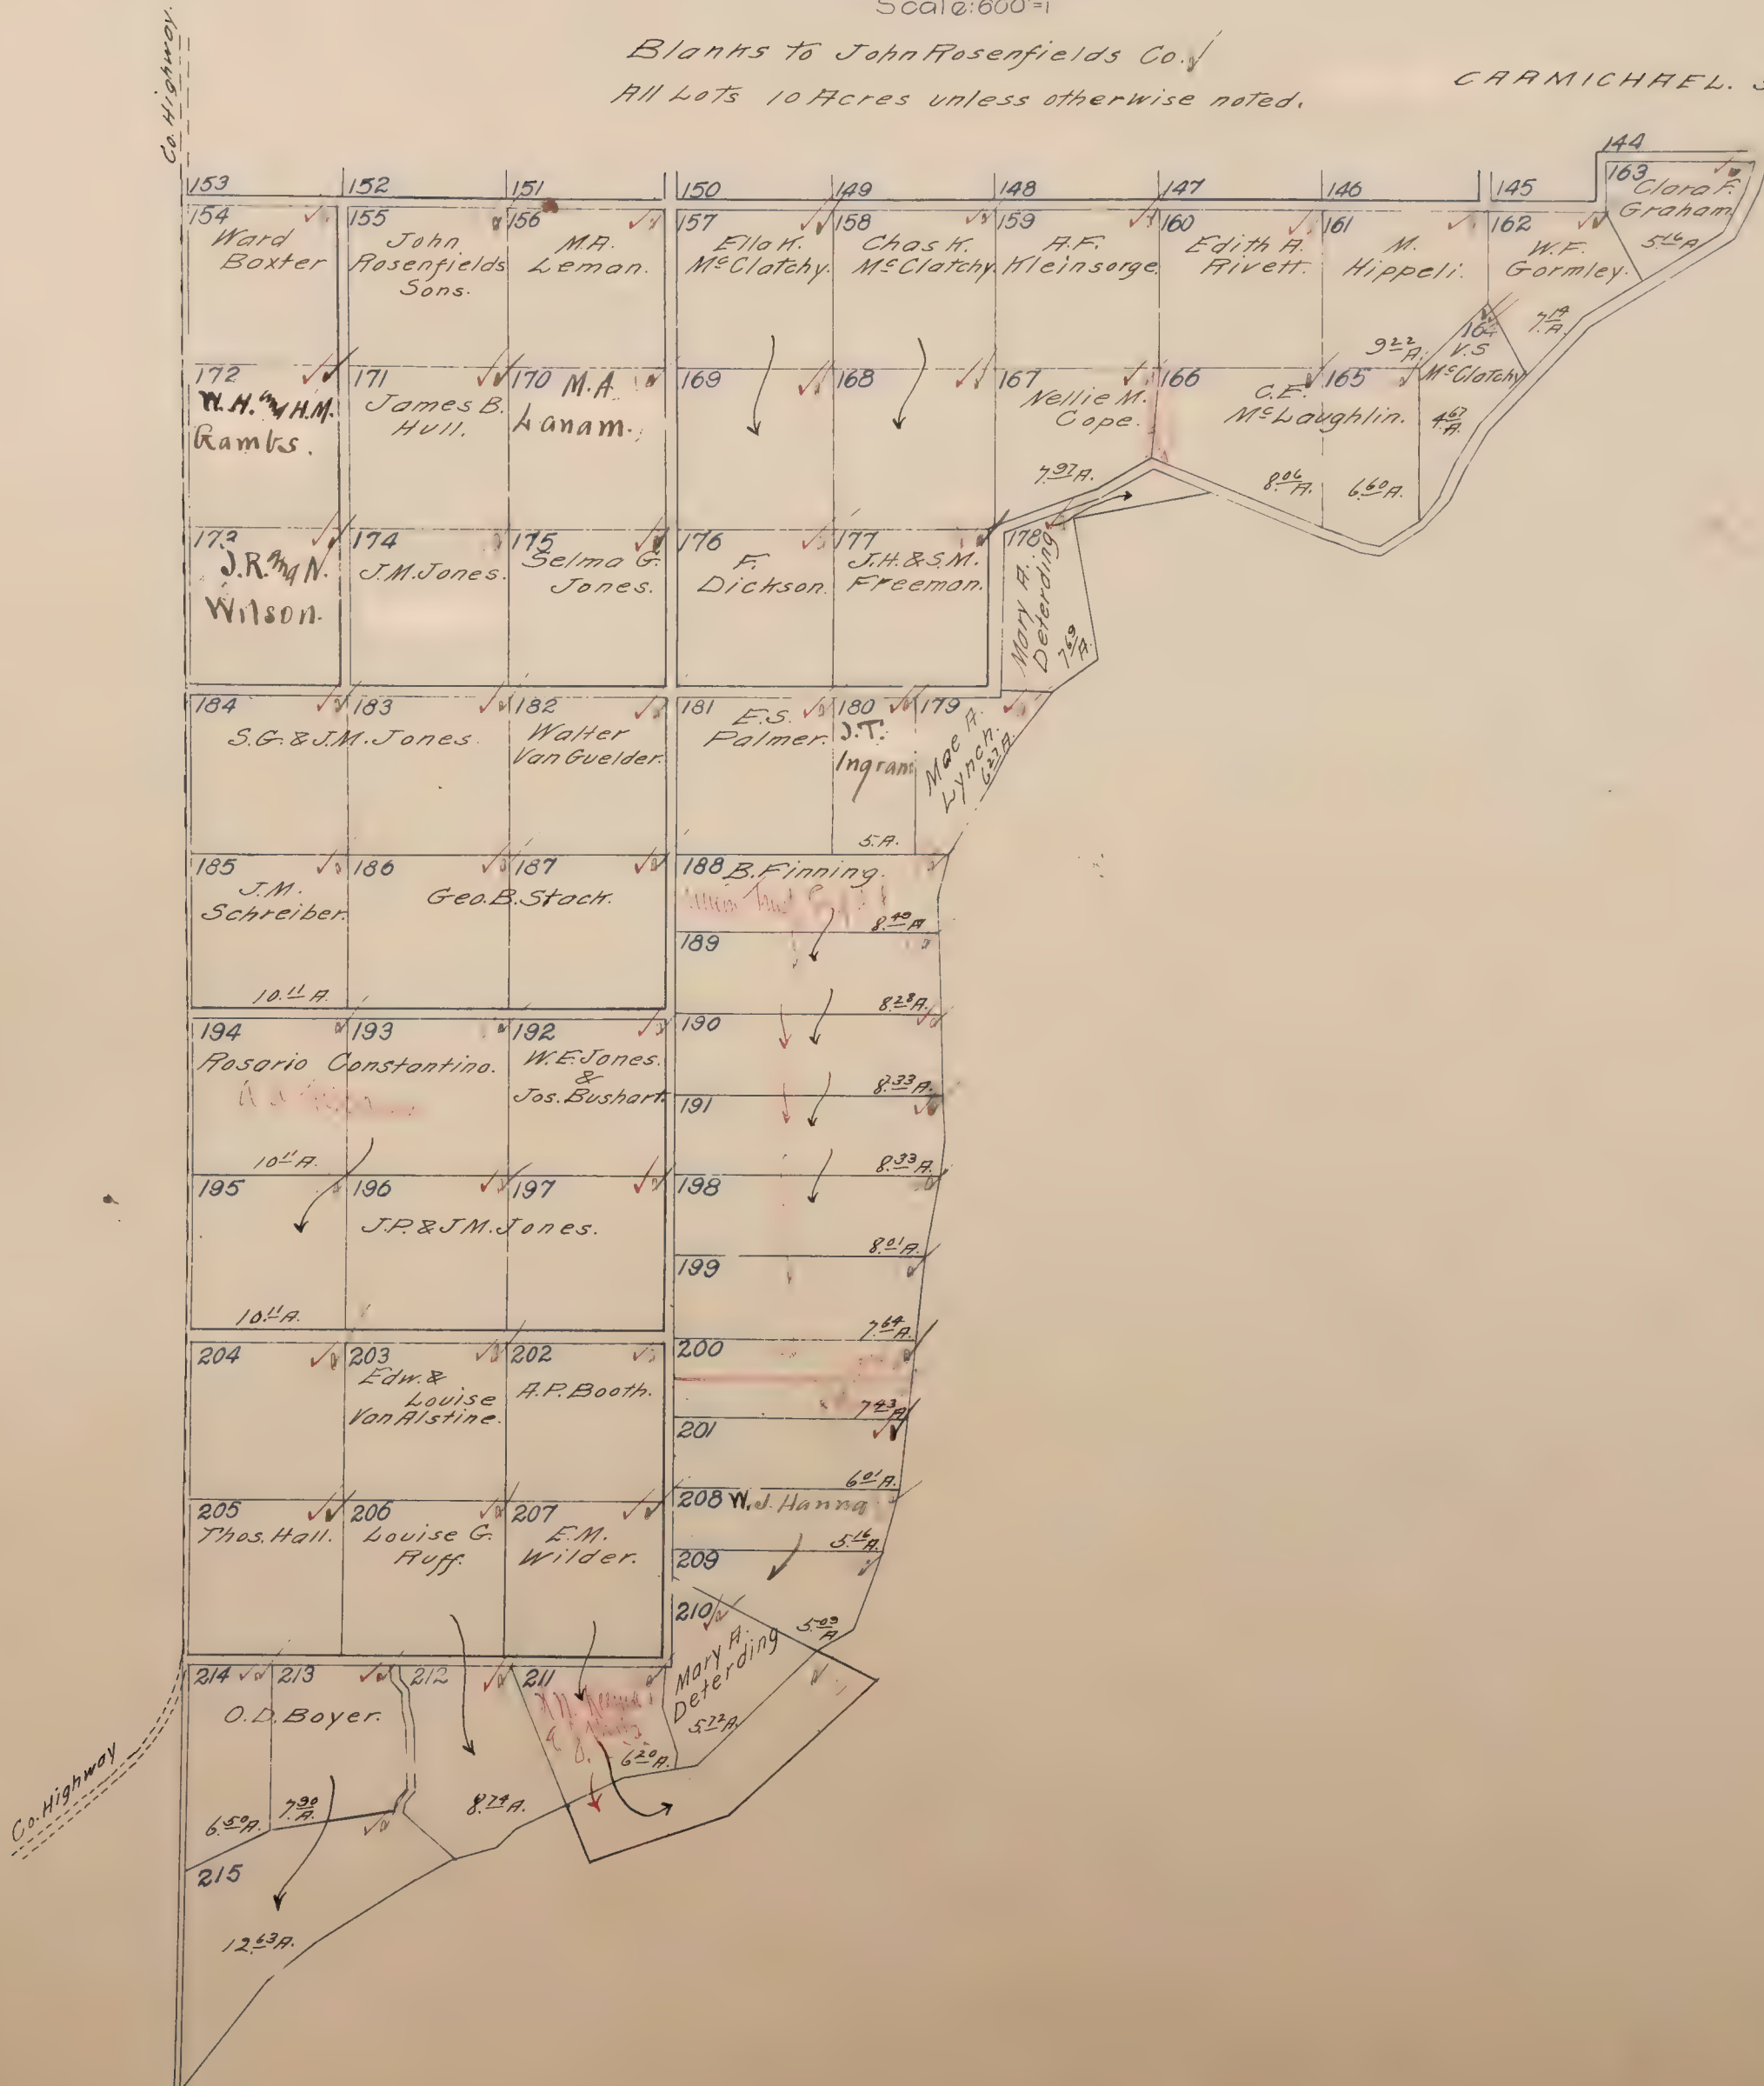 Scale: 600'=1
Blanks to John Rosenfields Co.
All Lots 10 Acres unless otherwise noted.
CARMICHAEL.
Co. Highway.
144
153 152 151 150 149 148 147 146 145
154
Ward
Baxter
155
John
Rosenfields
Sons.
156
M.A.
Leman.
157
Ella K.
McClatchy.
158
Chas K.
McClatchy
159
A.F.
Kleinsorge
160
Edith A.
Rivett.
161
M.
Hippeli.
9.22 A.
162
W.F.
Gormley.
7.19 A.
163
Clara F.
Graham
5.16 A
164
V.S
McClatchy
172
W.H. and H.M.
Gambs.
171
James B.
Hull.
170
M.A.
Lanam.
169
168
167
Nellie M.
Cope.
7.97 A.
166 165
C.E.
McLaughlin.
8.06 A.
6.60 A.
4.67 A.
173
J.R. and N.
Wilson.
174
J.M. Jones.
175
Selma G.
Jones.
176
F.
Dickson.
177
J.H. & S.M.
Freeman.
178
Mary A.
Deterding
7.69 A.
184 183
S.G. & J.M. Jones.
182
Walter
Van Guelder.
181
E.S.
Palmer.
180
J.T.
Ingram
5. A.
179
Mae A.
Lynch.
6.27 A
185
J.M.
Schreiber.
10.11 A.
186 187
Geo. B. Stack.
188 B. Finning.
8.40 A
189
8.28 A.
194 193
Rosario Constantino.
10.11 A.
192
W.E. Jones.
&
Jos. Bushart.
190
8.33 A.
191
8.33 A.
195
10.11 A.
196 197
J.P. & J.M. Jones.
198
8.01 A.
199
7.64 A.
204
203
Edw. &
Louise
Van Alstine.
202
A.P. Booth.
200
7.43 A
201
6.01 A.
205
Thos. Hall.
206
Louise G.
Ruff.
207
E.M.
Wilder.
208 W.J. Hanna
5.16 A.
209
5.03 A
210
Mary A.
Deterding
5.72 A.
214 213
O.D. Boyer.
6.50 A.
7.90 A.
212
8.74 A.
211
6.20 A.
Co. Highway
215
12.63 A.